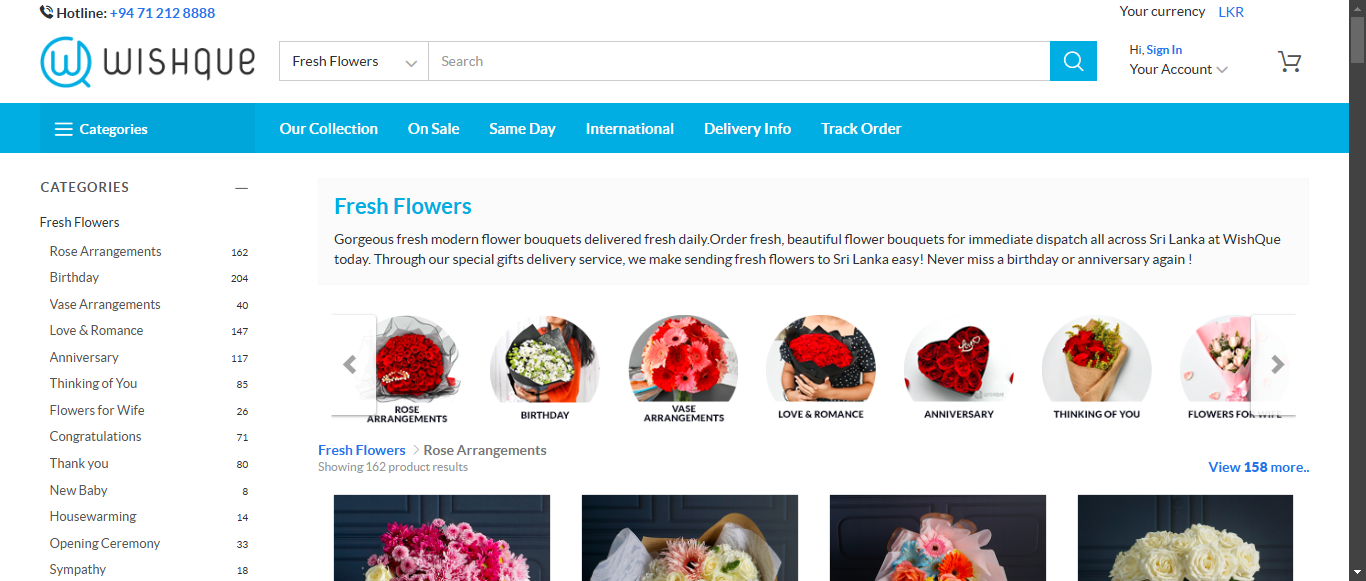 Hotline: +94 71 212 8888
Your currency LKR
WISHQUE
Fresh Flowers
Search
Hi, Sign In
Your Account
Categories
Our Collection
On Sale
Same Day
International
Delivery Info
Track Order
CATEGORIES
Fresh Flowers
Rose Arrangements 162
Birthday 204
Vase Arrangements 40
Love & Romance 147
Anniversary 117
Thinking of You 85
Flowers for Wife 26
Congratulations 71
Thank you 80
New Baby 8
Housewarming 14
Opening Ceremony 33
Sympathy 18
Fresh Flowers
Gorgeous fresh modern flower bouquets delivered fresh daily.Order fresh, beautiful flower bouquets for immediate dispatch all across Sri Lanka at WishQue
today. Through our special gifts delivery service, we make sending fresh flowers to Sri Lanka easy! Never miss a birthday or anniversary again !
ROSE
ARRANGEMENTS
BIRTHDAY
VASE
ARRANGEMENTS
LOVE & ROMANCE
ANNIVERSARY
THINKING OF YOU
FLOWERS FOR WIFE
Fresh Flowers
Rose Arrangements
Showing 162 product results
View 158 more..